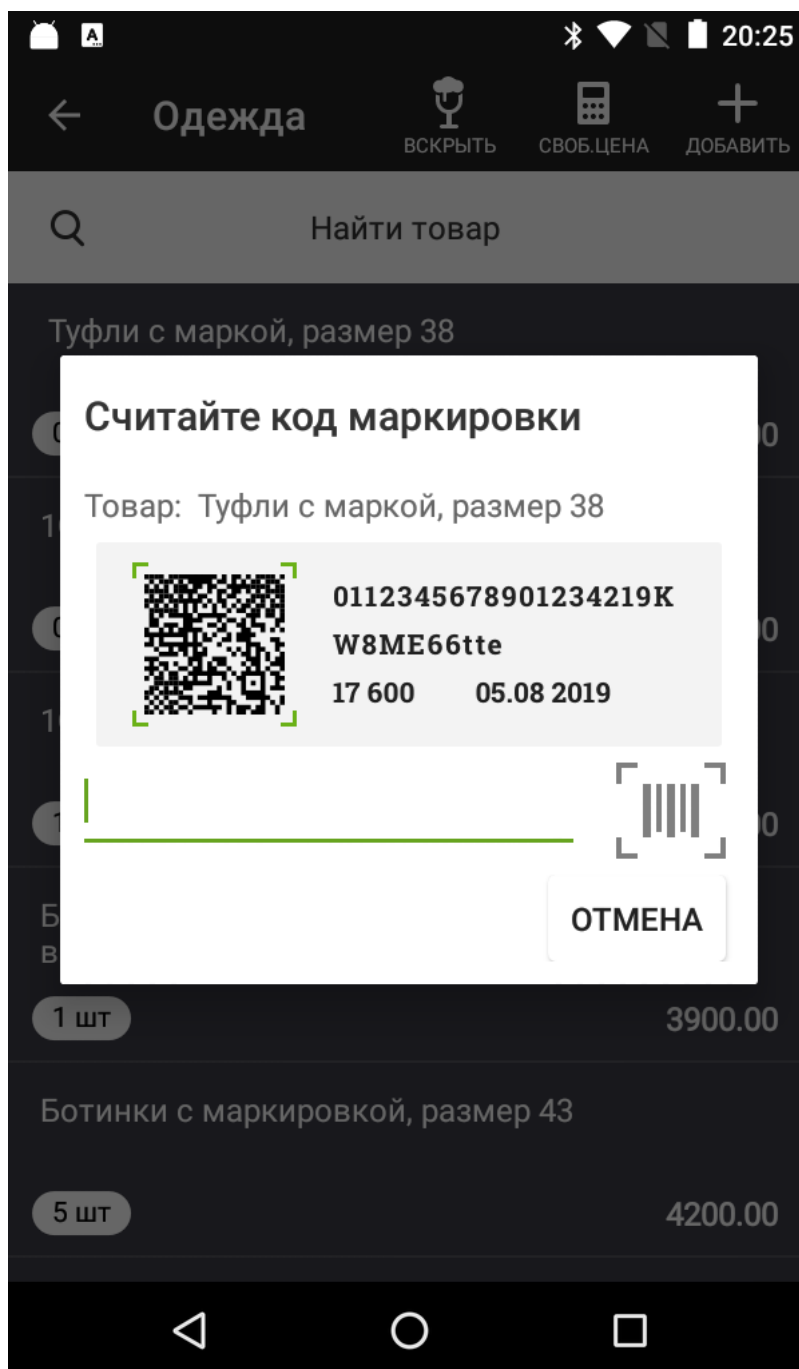 20:25
Одежда
ВСКРЫТЬ
СВОБ.ЦЕНА
ДОБАВИТЬ
Найти товар
Туфли с маркой, размер 38
Считайте код маркировки
Товар: Туфли с маркой, размер 38
0112345678901234219K
W8ME66tte
17 600 05.08 2019
ОТМЕНА
1 шт 3900.00
Ботинки с маркировкой, размер 43
5 шт 4200.00